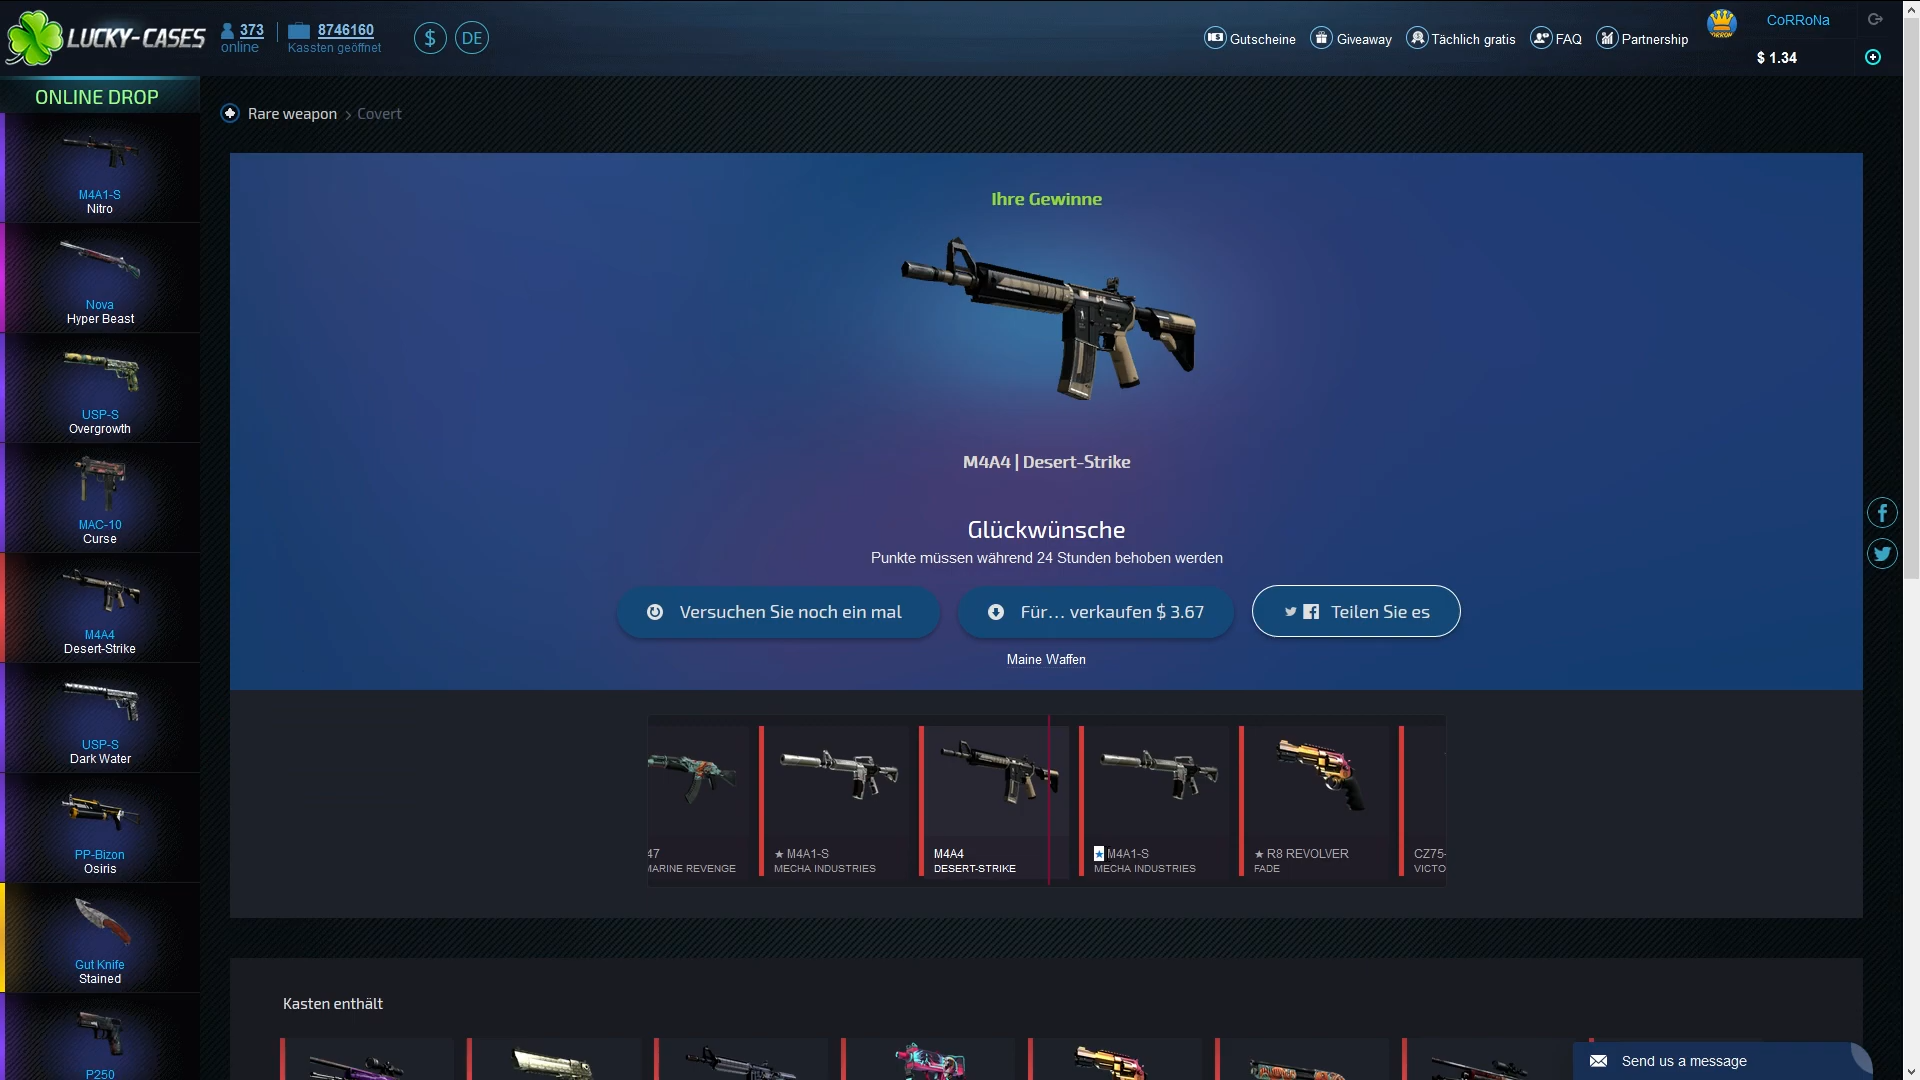 LUCKY-CASES
373
online
8746160
Kassten geöffnet
$
DE
Gutscheine
Giveaway
Tächlich gratis
FAQ
Partnership
CoRRoNa
$ 1.34
ONLINE DROP
M4A1-S
Nitro
Nova
Hyper Beast
USP-S
Overgrowth
MAC-10
Curse
M4A4
Desert-Strike
USP-S
Dark Water
PP-Bizon
Osiris
Gut Knife
Stained
P250
Rare weapon › Covert
Ihre Gewinne
M4A4 | Desert-Strike
Glückwünsche
Punkte müssen während 24 Stunden behoben werden
Versuchen Sie noch ein mal
Für… verkaufen $ 3.67
Teilen Sie es
Maine Waffen
47
MARINE REVENGE
★ M4A1-S
MECHA INDUSTRIES
M4A4
DESERT-STRIKE
★ M4A1-S
MECHA INDUSTRIES
★ R8 REVOLVER
FADE
CZ75-
VICTO
Kasten enthält
Send us a message